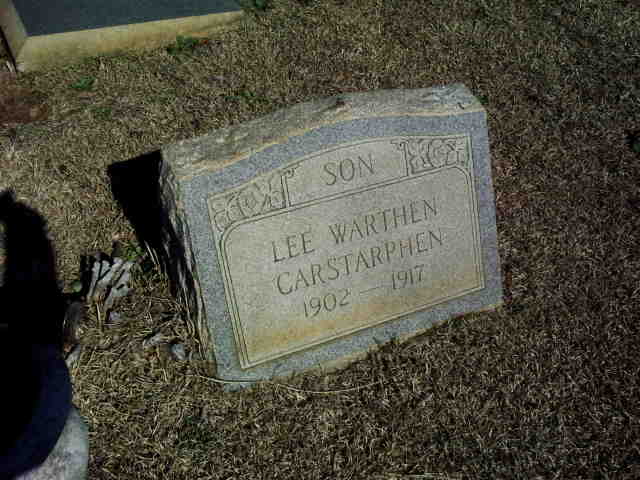 SON
LEE WARTHEN
CARSTARPHEN
1902 — 1917